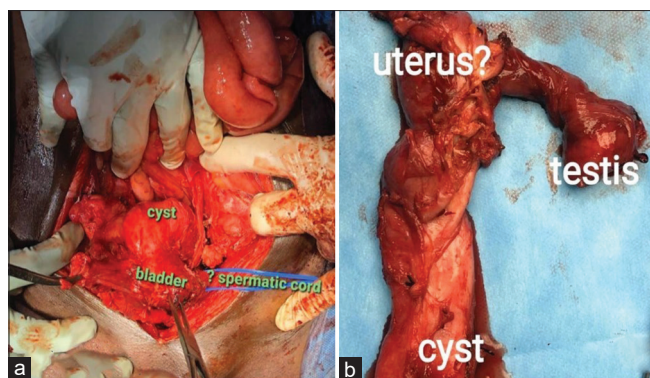 cyst
bladder
? spermatic cord
a
uterus?
testis
cyst
b